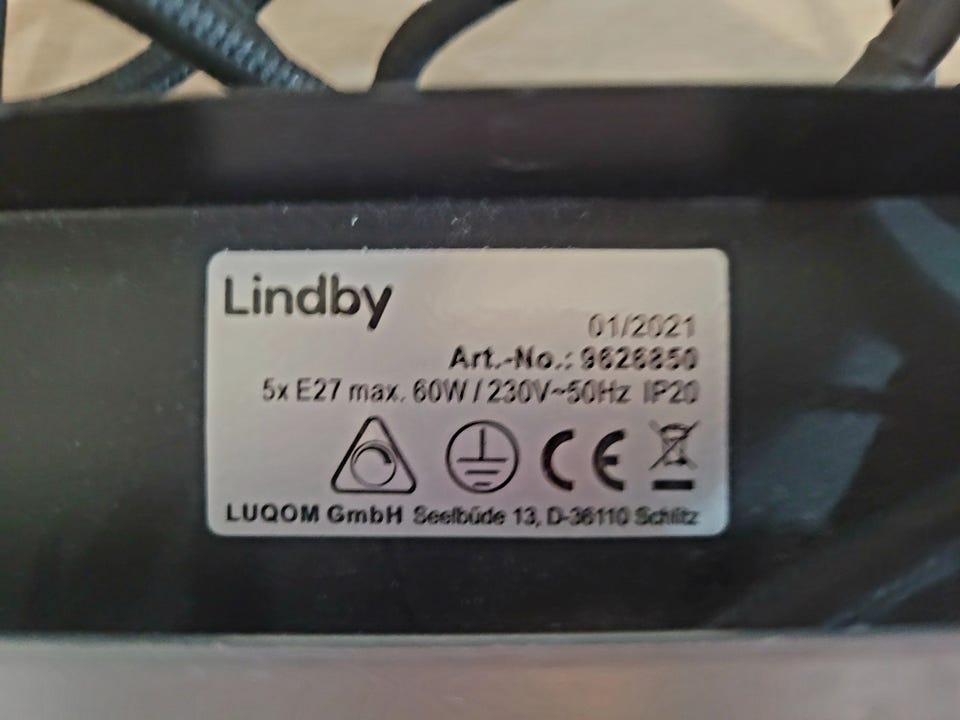 Lindby
01/2021
Art.-No.: 9626850
5x E27 max. 60W / 230V~50Hz IP20
CE
LUQOM GmbH Seelbüde 13, D-36110 Schlitz